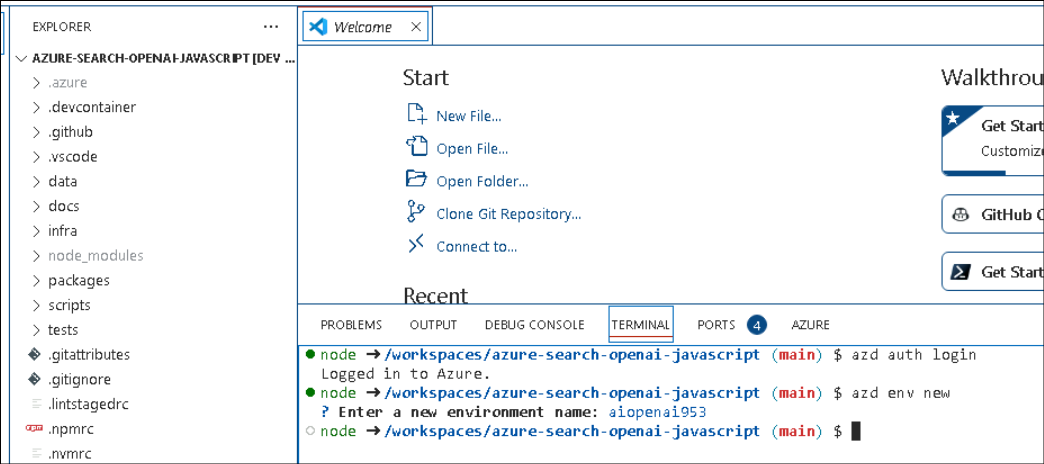 EXPLORER
AZURE-SEARCH-OPENAI-JAVASCRIPT [DEV ...
.azure
.devcontainer
.github
.vscode
data
docs
infra
node_modules
packages
scripts
tests
.gitattributes
.gitignore
.lintstagedrc
.npmrc
.nvmrc
Welcome
Start
New File...
Open File...
Open Folder...
Clone Git Repository...
Connect to...
Recent
Walkthrou
Get Start
Customize
GitHub C
Get Start
PROBLEMS OUTPUT DEBUG CONSOLE TERMINAL PORTS 4 AZURE
node ➜ /workspaces/azure-search-openai-javascript (main) $ azd auth login
Logged in to Azure.
node ➜ /workspaces/azure-search-openai-javascript (main) $ azd env new
? Enter a new environment name: aiopenai953
node ➜ /workspaces/azure-search-openai-javascript (main) $